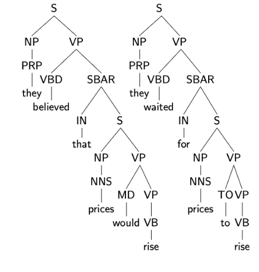 S S
NP VP NP VP
PRP VBD SBAR PRP VBD SBAR
they they
believed IN S waited IN S
that for
NP VP NP VP
NNS MD VP NNS TO VP
prices would VB prices to VB
rise rise